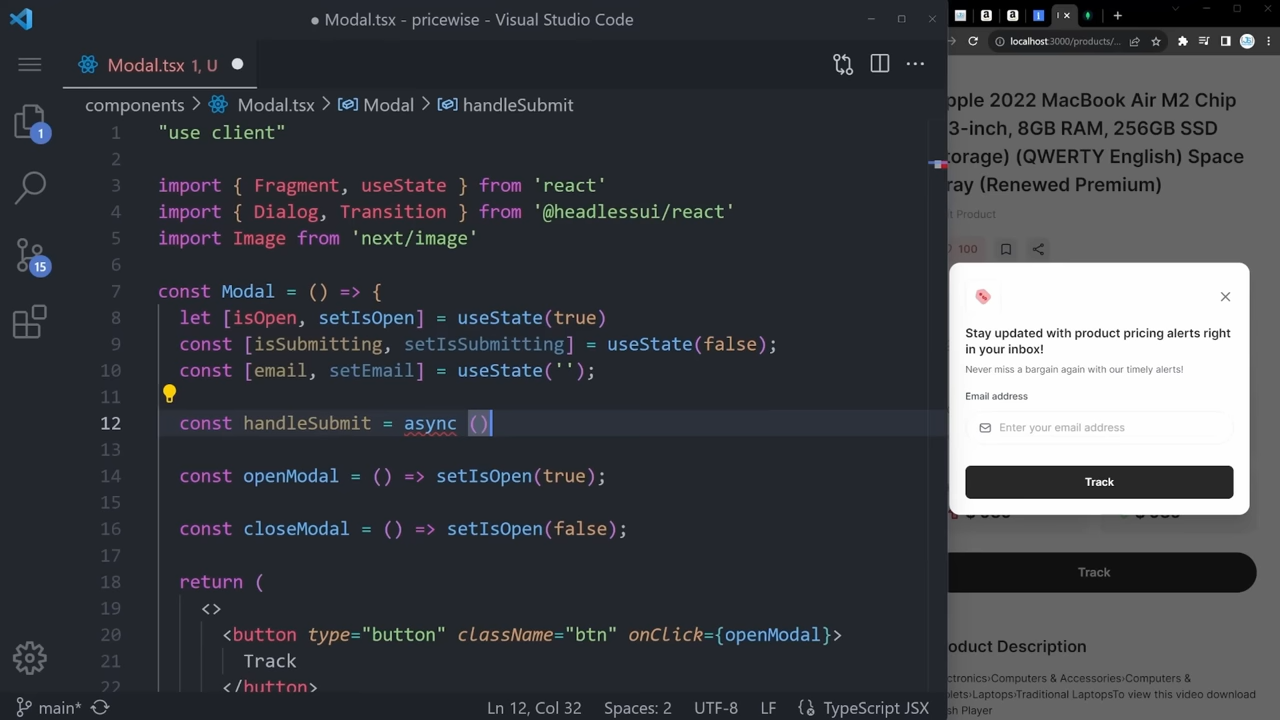 Modal.tsx - pricewise - Visual Studio Code
Modal.tsx 1, U
components > Modal.tsx > Modal > handleSubmit
1 "use client"
2
3 import { Fragment, useState } from 'react'
4 import { Dialog, Transition } from '@headlessui/react'
5 import Image from 'next/image'
6
7 const Modal = () => {
8 let [isOpen, setIsOpen] = useState(true)
9 const [isSubmitting, setIsSubmitting] = useState(false);
10 const [email, setEmail] = useState('');
11
12 const handleSubmit = async ()
13
14 const openModal = () => setIsOpen(true);
15
16 const closeModal = () => setIsOpen(false);
17
18 return (
19 <>
20 <button type="button" className="btn" onClick={openModal}>
21 Track
22 </button>
1
15
main*
Ln 12, Col 32
Spaces: 2
UTF-8
LF
TypeScript JSX
localhost:3000/products/...
pple 2022 MacBook Air M2 Chip
3-inch, 8GB RAM, 256GB SSD
torage) (QWERTY English) Space
ray (Renewed Premium)
it Product
100
Stay updated with product pricing alerts right
in your inbox!
Never miss a bargain again with our timely alerts!
Email address
Enter your email address
Track
Track
oduct Description
ctronics›Computers & Accessories›Computers &
blets›Laptops›Traditional LaptopsTo view this video download
sh Player